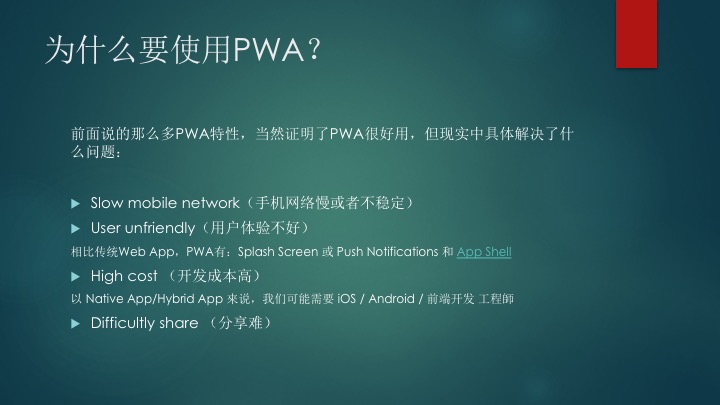 为什么要使用PWA？
前面说的那么多PWA特性，当然证明了PWA很好用，但现实中具体解决了什
么问题：
Slow mobile network（手机网络慢或者不稳定）
User unfriendly（用户体验不好）
相比传统Web App，PWA有：Splash Screen 或 Push Notifications 和 App Shell
High cost （开发成本高）
以 Native App/Hybrid App 來说，我们可能需要 iOS / Android / 前端开发 工程師
Difficultly share （分享难）